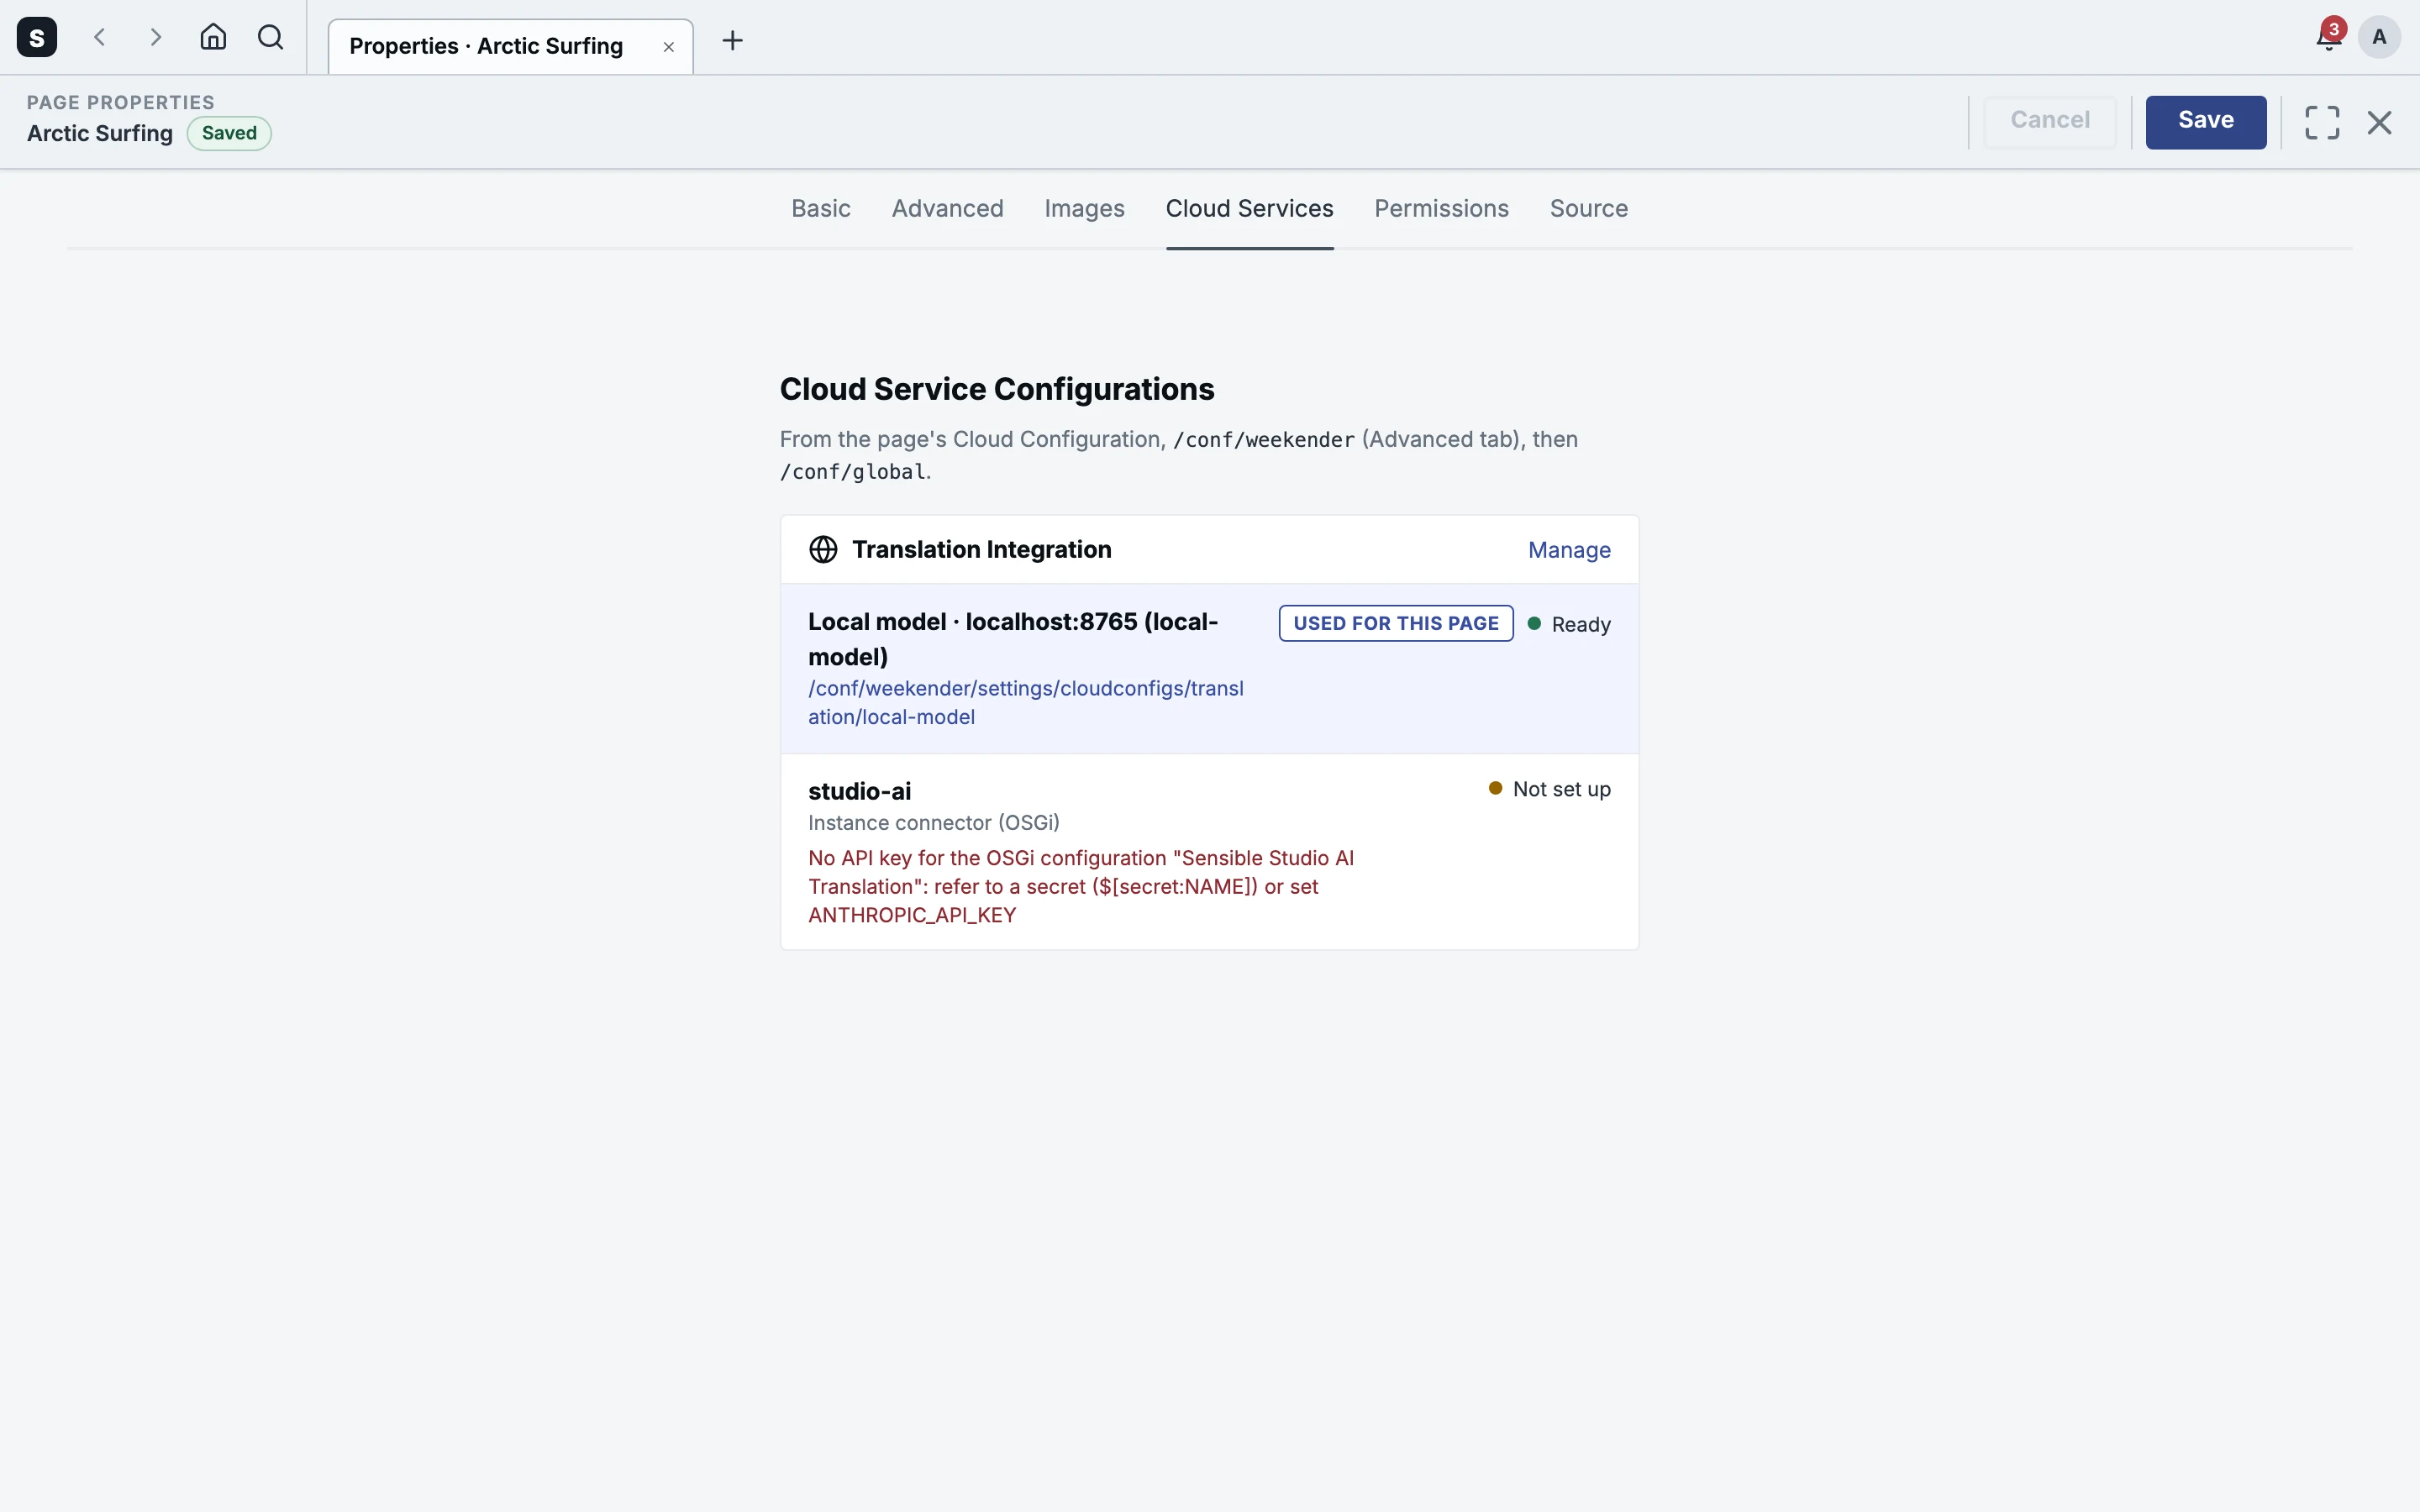 S
Properties · Arctic Surfing
3
A
PAGE PROPERTIES
Arctic Surfing
Saved
Cancel
Save
Basic
Advanced
Images
Cloud Services
Permissions
Source
Cloud Service Configurations
From the page's Cloud Configuration, /conf/weekender (Advanced tab), then
/conf/global.
Translation Integration
Manage
Local model · localhost:8765 (local-
model)
USED FOR THIS PAGE
Ready
/conf/weekender/settings/cloudconfigs/transl
ation/local-model
studio-ai
Not set up
Instance connector (OSGi)
No API key for the OSGi configuration "Sensible Studio AI
Translation": refer to a secret ($[secret:NAME]) or set
ANTHROPIC_API_KEY